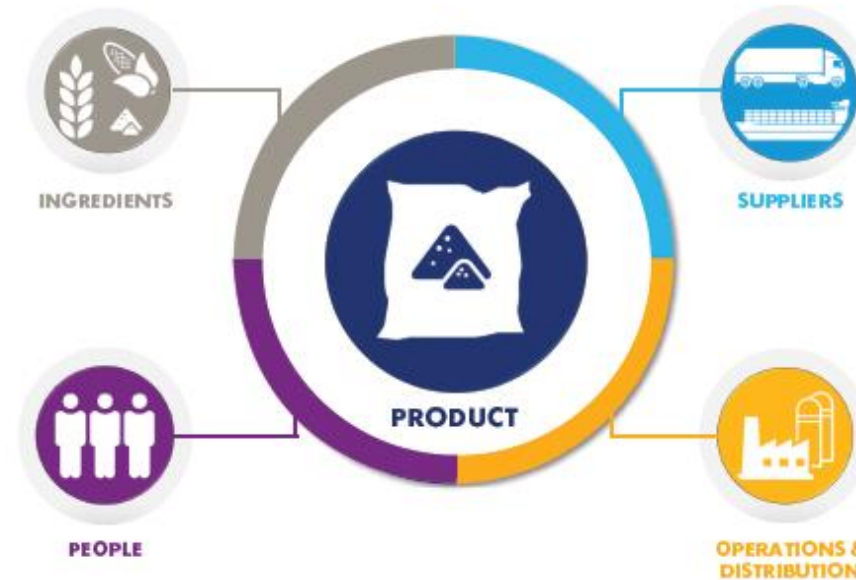 INGREDIENTS
SUPPLIERS
PRODUCT
PEOPLE
OPERATIONS &
DISTRIBUTION